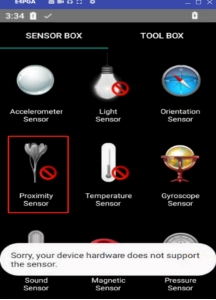 3:34
SENSOR BOX
TOOL BOX
Accelerometer Sensor
Light Sensor
Orientation Sensor
Proximity Sensor
Temperature Sensor
Gyroscope Sensor
Sorry, your device hardware does not support
the sensor.
Sound Sensor
Magnetic Sensor
Pressure Sensor